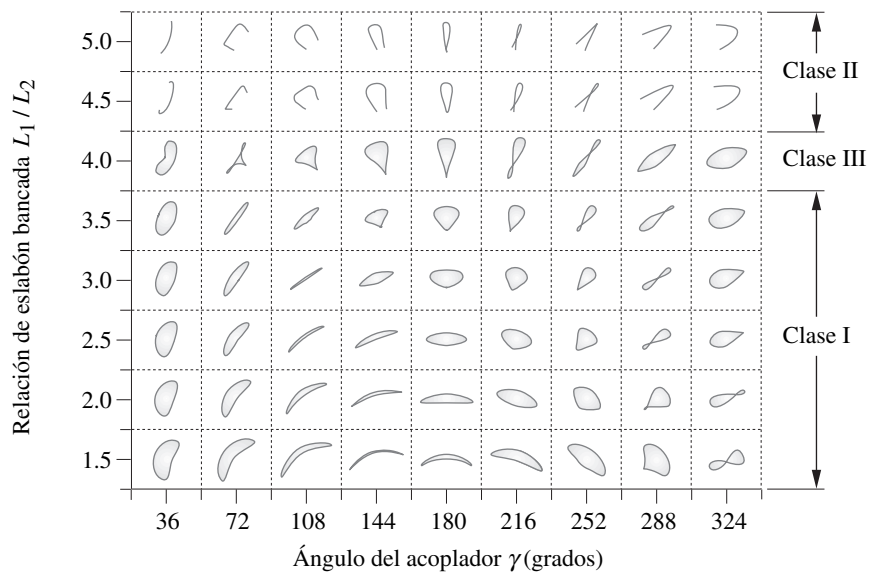 Relación de eslabón bancada L₁ / L₂
5.0
4.5
4.0
3.5
3.0
2.5
2.0
1.5
Clase II
Clase III
Clase I
36 72 108 144 180 216 252 288 324
Ángulo del acoplador γ (grados)